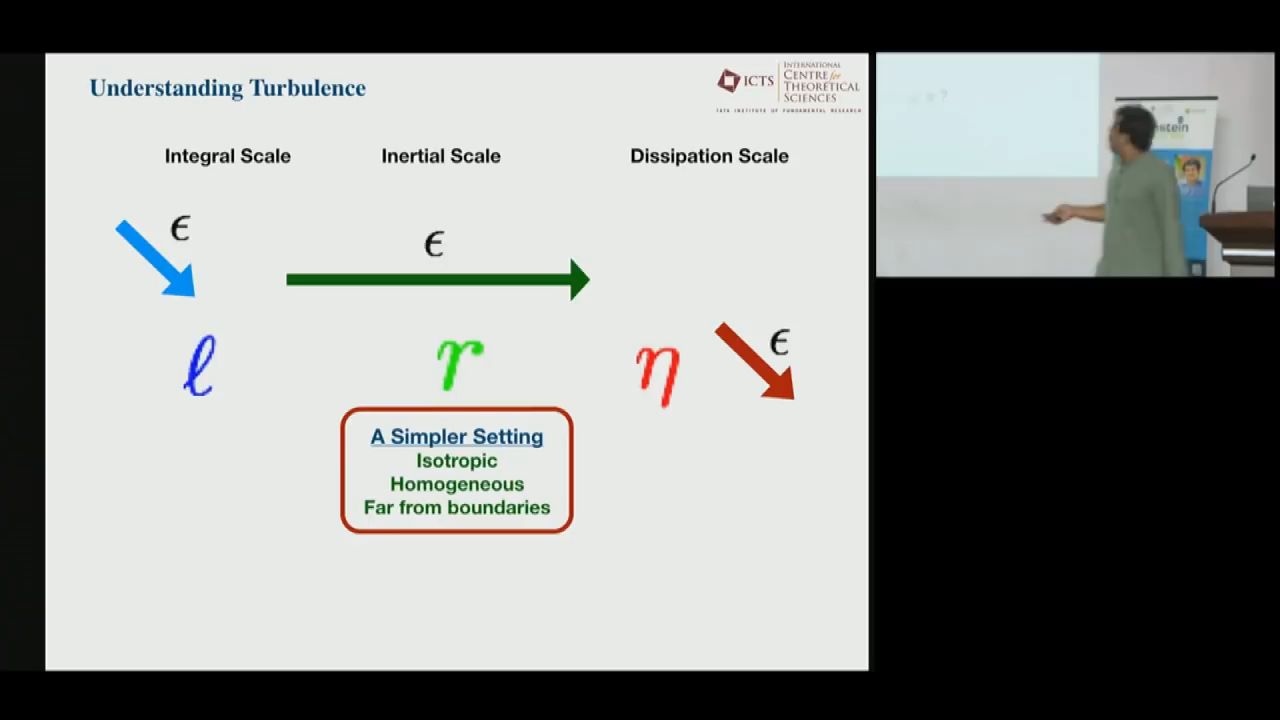 Understanding Turbulence
ICTS
INTERNATIONAL
CENTRE for
THEORETICAL
SCIENCES
TATA INSTITUTE OF FUNDAMENTAL RESEARCH
Integral Scale
Inertial Scale
Dissipation Scale
ϵ
ϵ
ϵ
ℓ
r
η
A Simpler Setting
Isotropic
Homogeneous
Far from boundaries